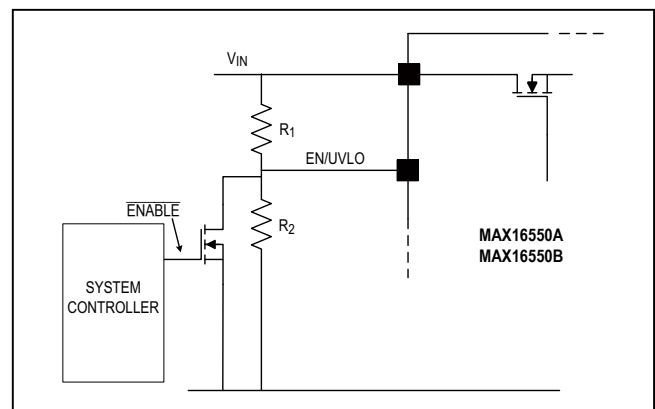 VIN
R1
EN/UVLO
ENABLE
R2
MAX16550A
MAX16550B
SYSTEM
CONTROLLER